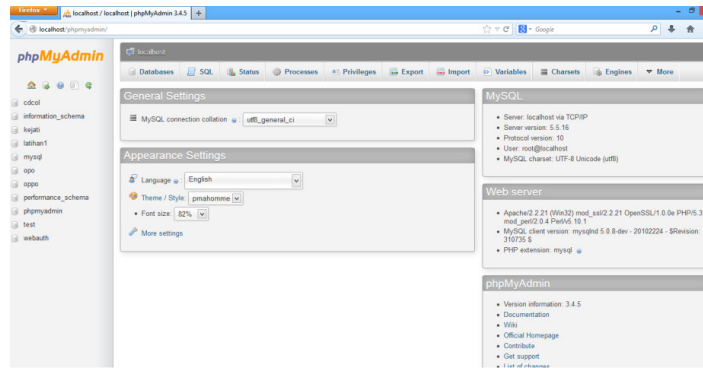 Firefox
localhost / localhost | phpMyAdmin 3.4.5
localhost/phpmyadmin/
Google
phpMyAdmin
cdcol
information_schema
kejati
latihan1
mysql
opo
oppo
performance_schema
phpmyadmin
test
webauth
localhost
Databases SQL Status Processes Privileges Export Import Variables Charsets Engines More
General Settings
MySQL connection collation : utf8_general_ci
Appearance Settings
Language : English
Theme / Style: pmahomme
Font size: 82%
More settings
MySQL
Server: localhost via TCP/IP
Server version: 5.5.16
Protocol version: 10
User: root@localhost
MySQL charset: UTF-8 Unicode (utf8)
Web server
Apache/2.2.21 (Win32) mod_ssl/2.2.21 OpenSSL/1.0.0e PHP/5.3
mod_perl/2.0.4 Perl/v5.10.1
MySQL client version: mysqlnd 5.0.8-dev - 20102224 - $Revision:
310735 $
PHP extension: mysql
phpMyAdmin
Version information: 3.4.5
Documentation
Wiki
Official Homepage
Contribute
Get support
List of changes